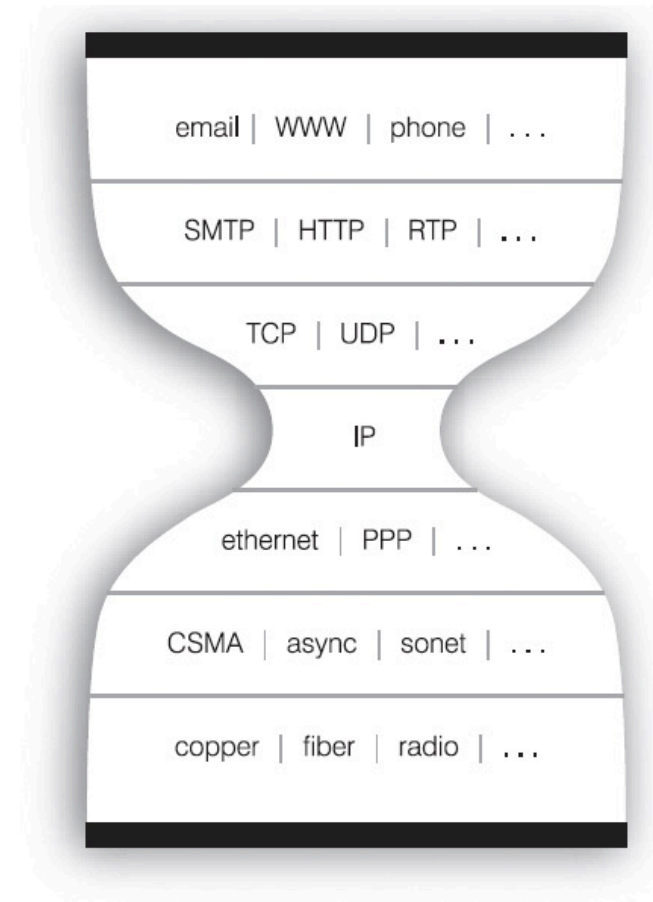 email | WWW | phone | ...
SMTP | HTTP | RTP | ...
TCP | UDP | ...
IP
ethernet | PPP | ...
CSMA | async | sonet | ...
copper | fiber | radio | ...